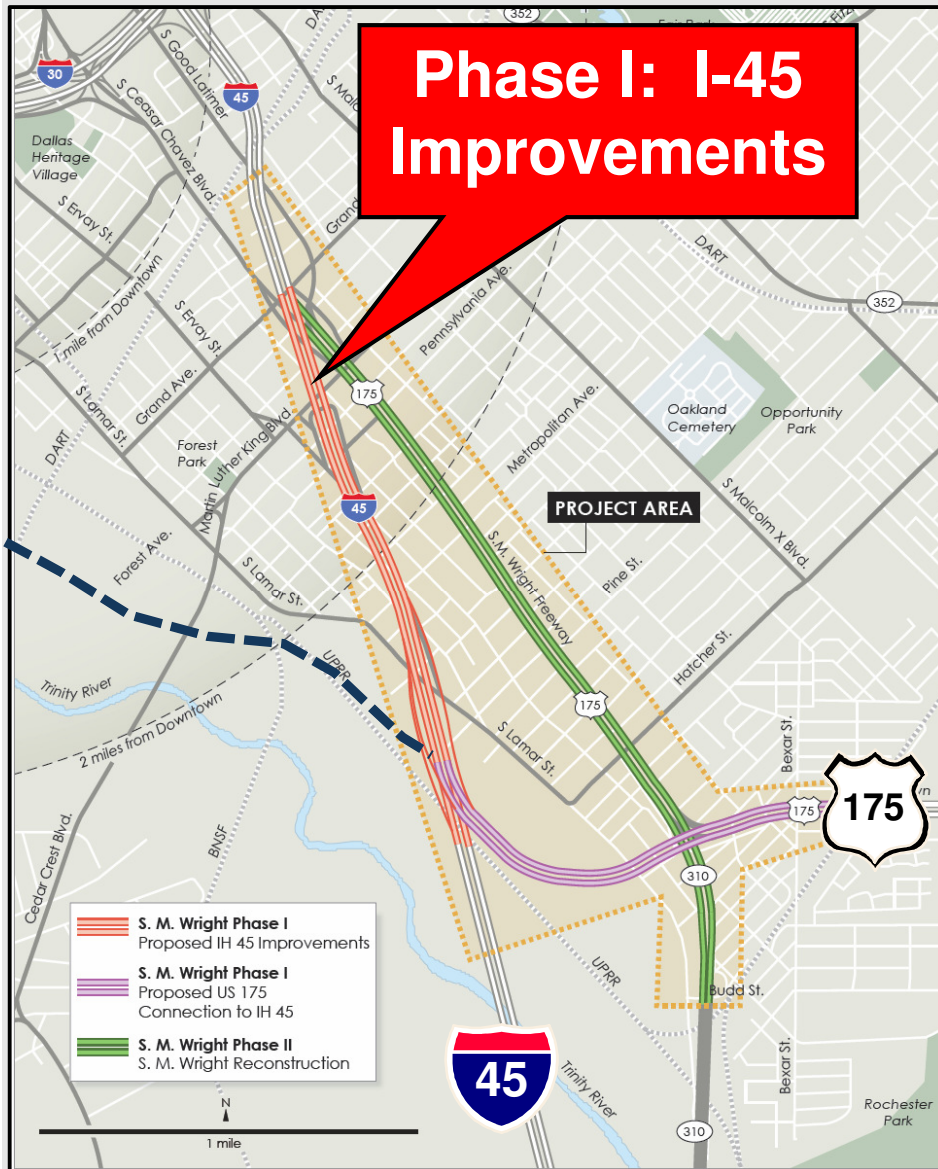 Phase I: I-45
Improvements
352
S Good Latimer
DART
30
45
S Ceasar Chavez Blvd.
Dallas
Heritage
Village
S Ervay St.
1 mile from Downtown
Grand
DART
352
Pennsylvania Ave.
S Ervay St.
175
Grand Ave.
S Lamar St.
Metropolitan Ave.
Oakland
Cemetery
Opportunity
Park
DART
Forest
Park
Martin Luther King Blvd.
45
PROJECT AREA
S Malcolm X Blvd.
Forest Ave.
S.M. Wright Freeway
Pine St.
S Lamar St.
UPRR
Hatcher St.
Trinity River
175
2 miles from Downtown
S Lamar St.
Bexar St.
175
175
Cedar Crest Blvd.
BNSF
310
S. M. Wright Phase I
Proposed IH 45 Improvements
S. M. Wright Phase I
Proposed US 175
Connection to IH 45
S. M. Wright Phase II
S. M. Wright Reconstruction
UPRR
Budd St.
45
Trinity River
Bexar St.
Rochester
Park
310
N
1 mile